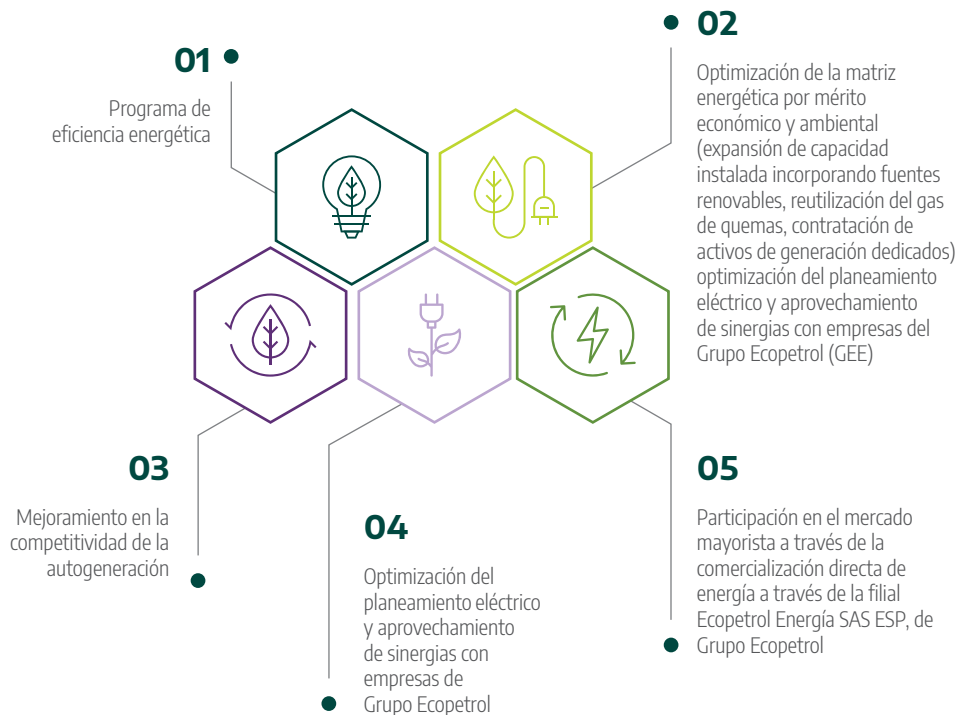 01
Programa de
eficiencia energética
02
Optimización de la matriz
energética por mérito
económico y ambiental
(expansión de capacidad
instalada incorporando fuentes
renovables, reutilización del gas
de quemas, contratación de
activos de generación dedicados)
optimización del planeamiento
eléctrico y aprovechamiento
de sinergias con empresas del
Grupo Ecopetrol (GEE)
03
Mejoramiento en la
competitividad de la
autogeneración
04
Optimización del
planeamiento eléctrico
y aprovechamiento
de sinergias con
empresas de
Grupo Ecopetrol
05
Participación en el mercado
mayorista a través de la
comercialización directa de
energía a través de la filial
Ecopetrol Energía SAS ESP, de
Grupo Ecopetrol